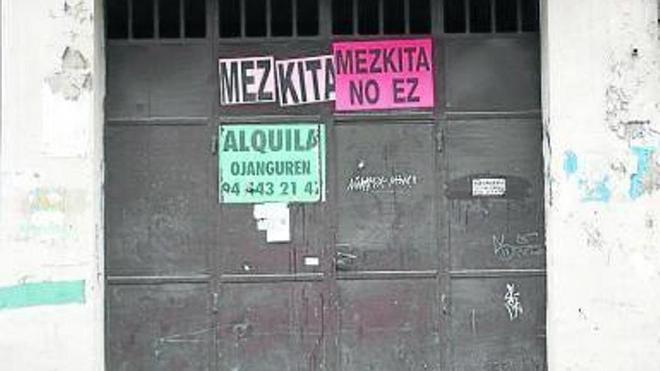 MEZKITA
MEZKITA
NO EZ
ALQUILA
OJANGUREN
94 443 21 4